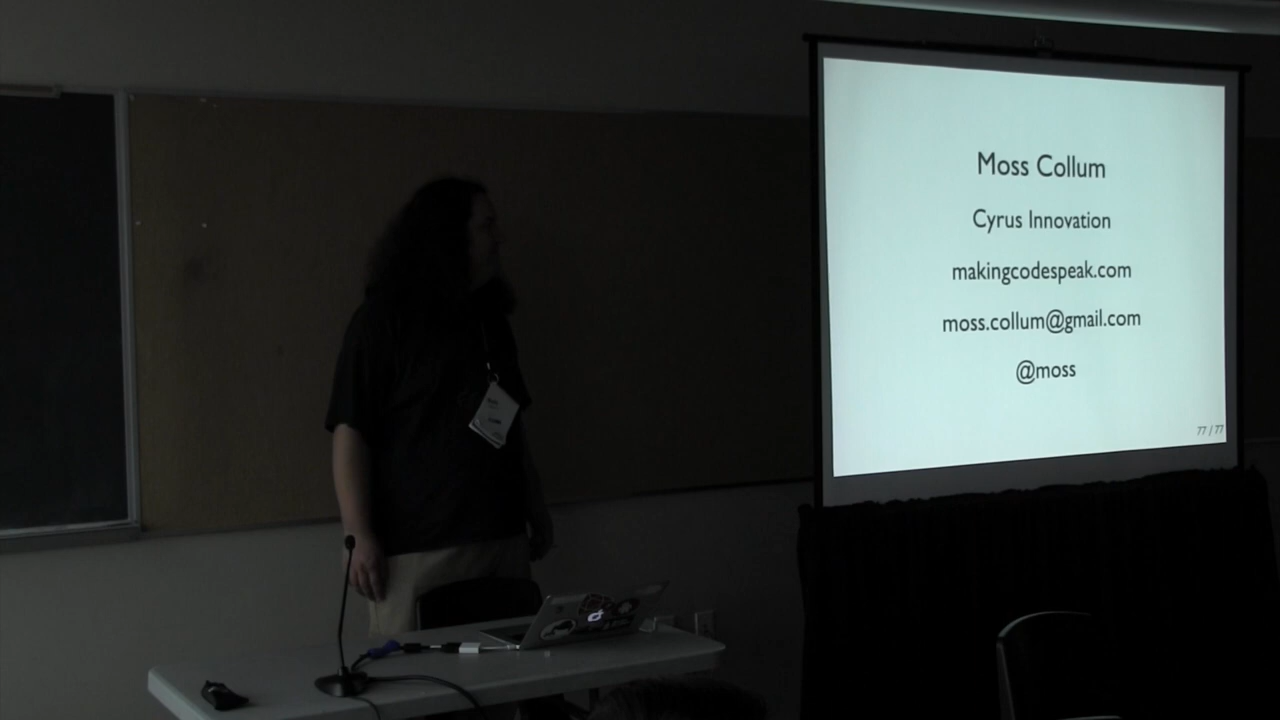 Moss Collum
Cyrus Innovation
makingcodespeak.com
moss.collum@gmail.com
@moss
77 / 77